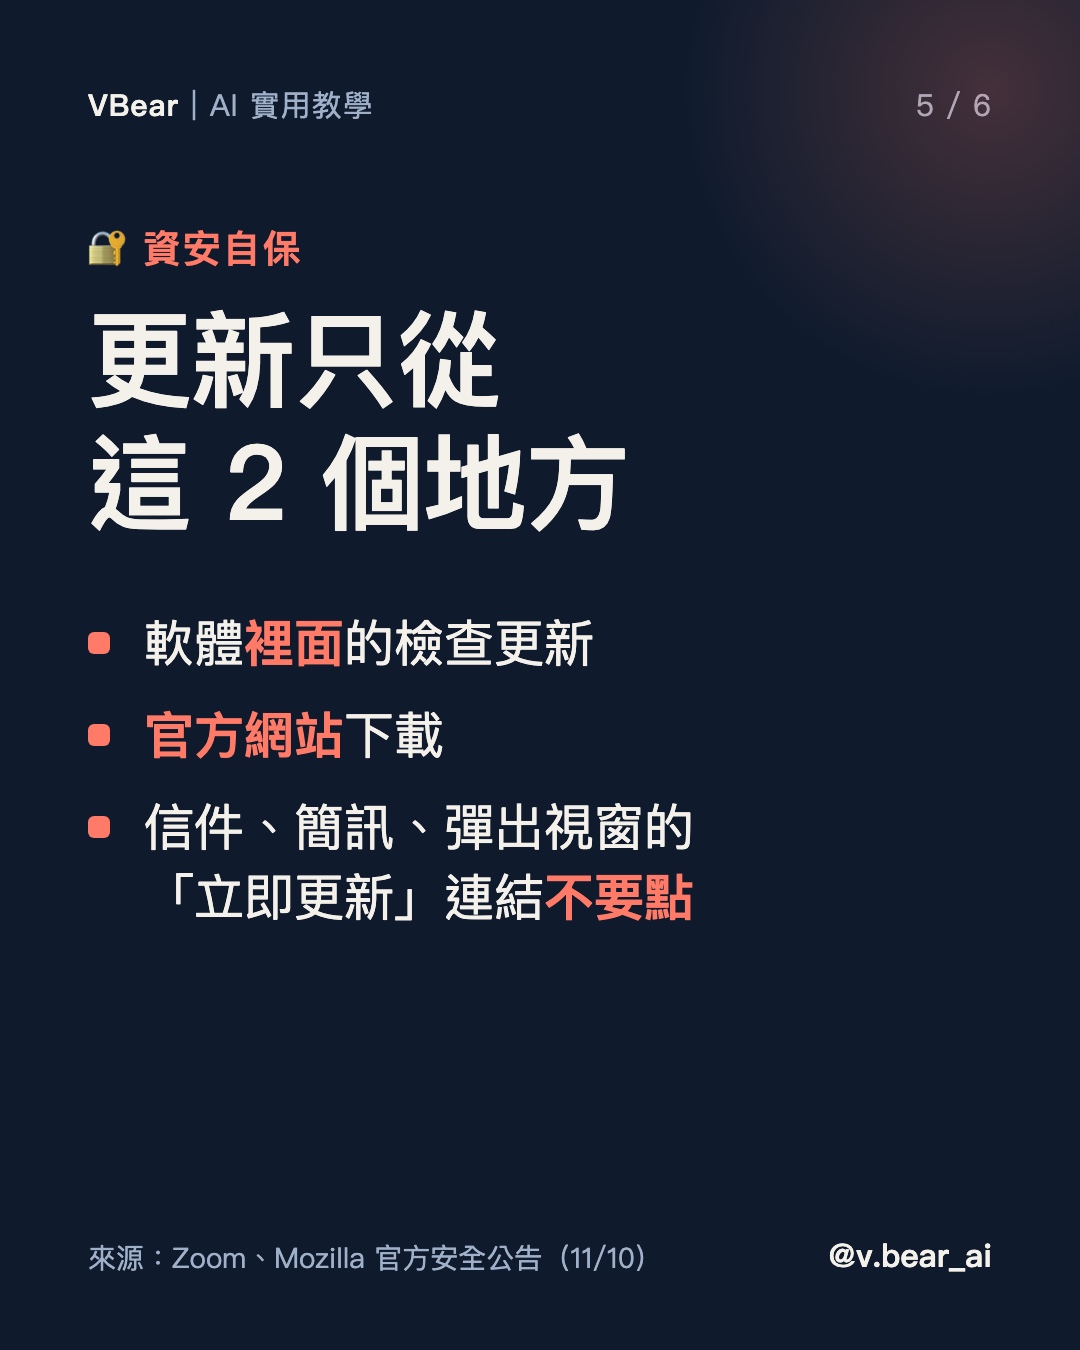 VBear | AI 實用教學
5 / 6
🔐 資安自保
更新只從
這 2 個地方
軟體裡面的檢查更新
官方網站下載
信件、簡訊、彈出視窗的
「立即更新」連結不要點
來源：Zoom、Mozilla 官方安全公告（11/10）
@v.bear_ai